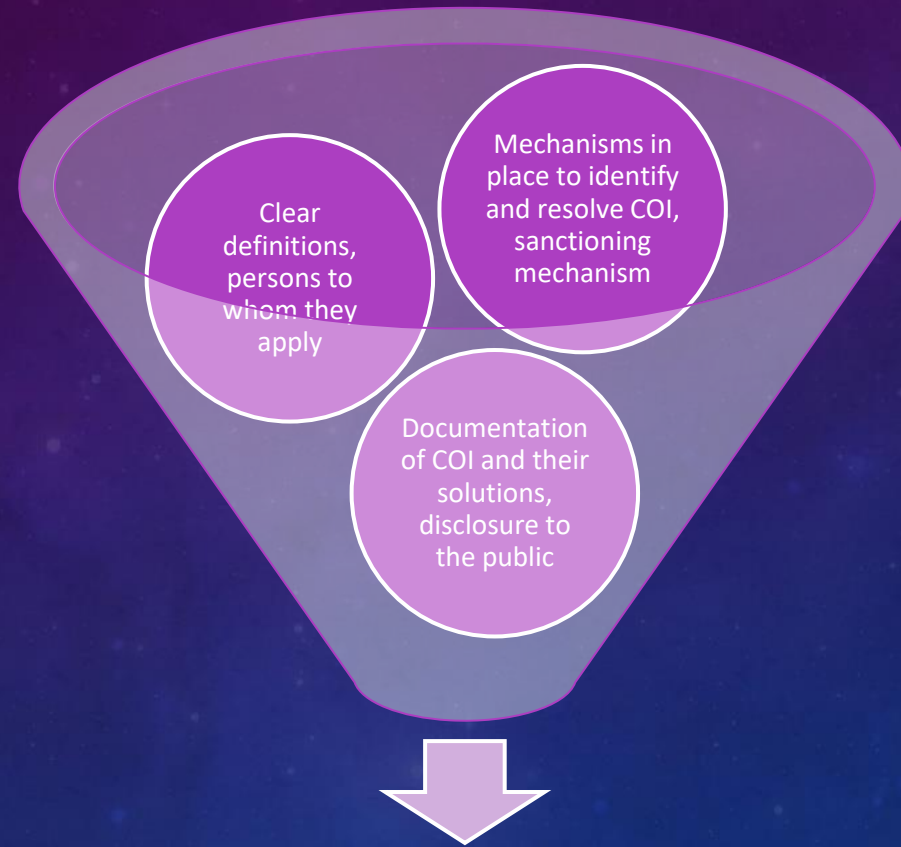 Clear
definitions,
persons to
whom they
apply
Mechanisms in
place to identify
and resolve COI,
sanctioning
mechanism
Documentation
of COI and their
solutions,
disclosure to
the public